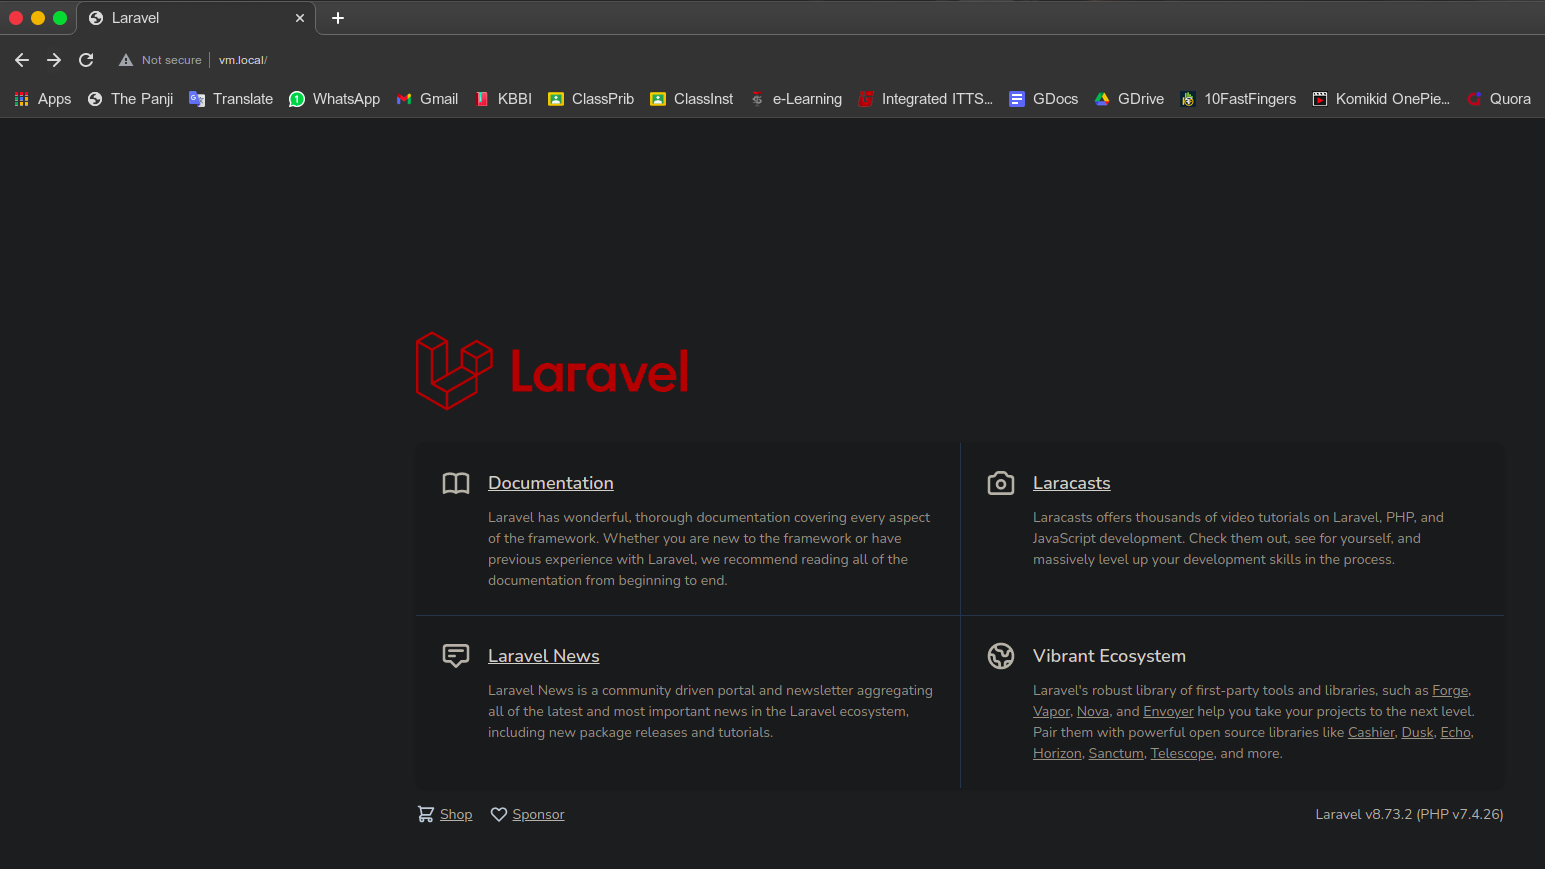 Laravel
Not secure
vm.local/
Apps The Panji Translate WhatsApp Gmail KBBI ClassPrib ClassInst e-Learning Integrated ITTS... GDocs GDrive 10FastFingers Komikid OnePie... Quora
Laravel
Documentation
Laravel has wonderful, thorough documentation covering every aspect
of the framework. Whether you are new to the framework or have
previous experience with Laravel, we recommend reading all of the
documentation from beginning to end.
Laracasts
Laracasts offers thousands of video tutorials on Laravel, PHP, and
JavaScript development. Check them out, see for yourself, and
massively level up your development skills in the process.
Laravel News
Laravel News is a community driven portal and newsletter aggregating
all of the latest and most important news in the Laravel ecosystem,
including new package releases and tutorials.
Vibrant Ecosystem
Laravel's robust library of first-party tools and libraries, such as Forge,
Vapor, Nova, and Envoyer help you take your projects to the next level.
Pair them with powerful open source libraries like Cashier, Dusk, Echo,
Horizon, Sanctum, Telescope, and more.
Shop Sponsor
Laravel v8.73.2 (PHP v7.4.26)